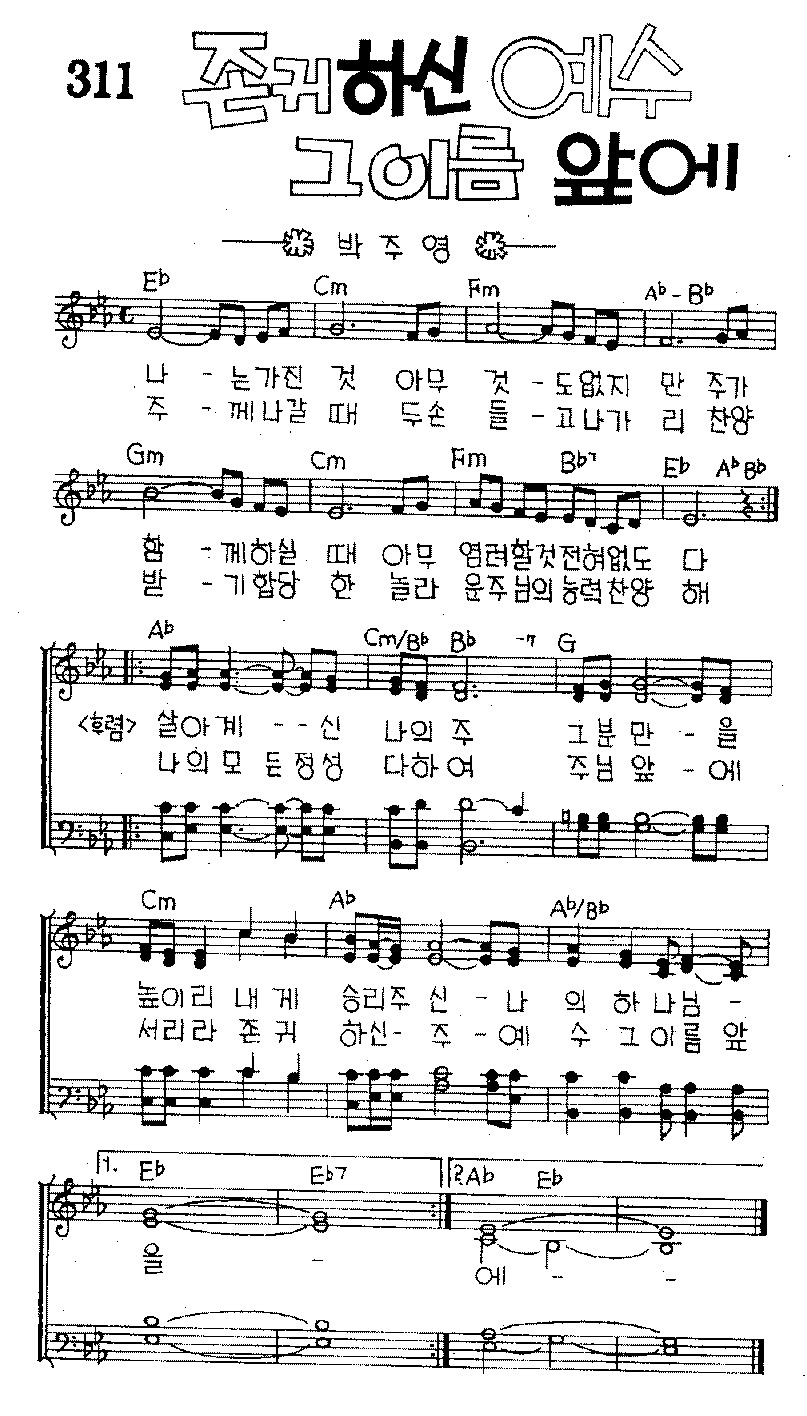 311
존귀하신 예수
그이름 앞에
박 주 영
Eb Cm Fm Ab - Bb
나 - 는가진 것 아무 것 - 도없지 만 주가
주 - 께나갈 때 두손 들 - 고나가 리 찬양
Gm Cm Fm Bb7 Eb Ab Bb
함 - 께하실 때 아무 염려할것전혀없도 다
받 - 기합당 한 놀라 운주님의능력찬양 해
Ab Cm/Bb Bb -7 G
<후렴> 살아계 - - 신 나의 주 그분 만 - 을
나의 모 든정성 다하여 주님 앞 - 에
Cm Ab Ab/Bb
높이리 내 게 승리주 신 - 나 의 하 나님 -
서리라 존 귀 하신- 주 - 예 수 그 이름 앞
1. Eb Eb7 2. Ab Eb
을 -
에 - -